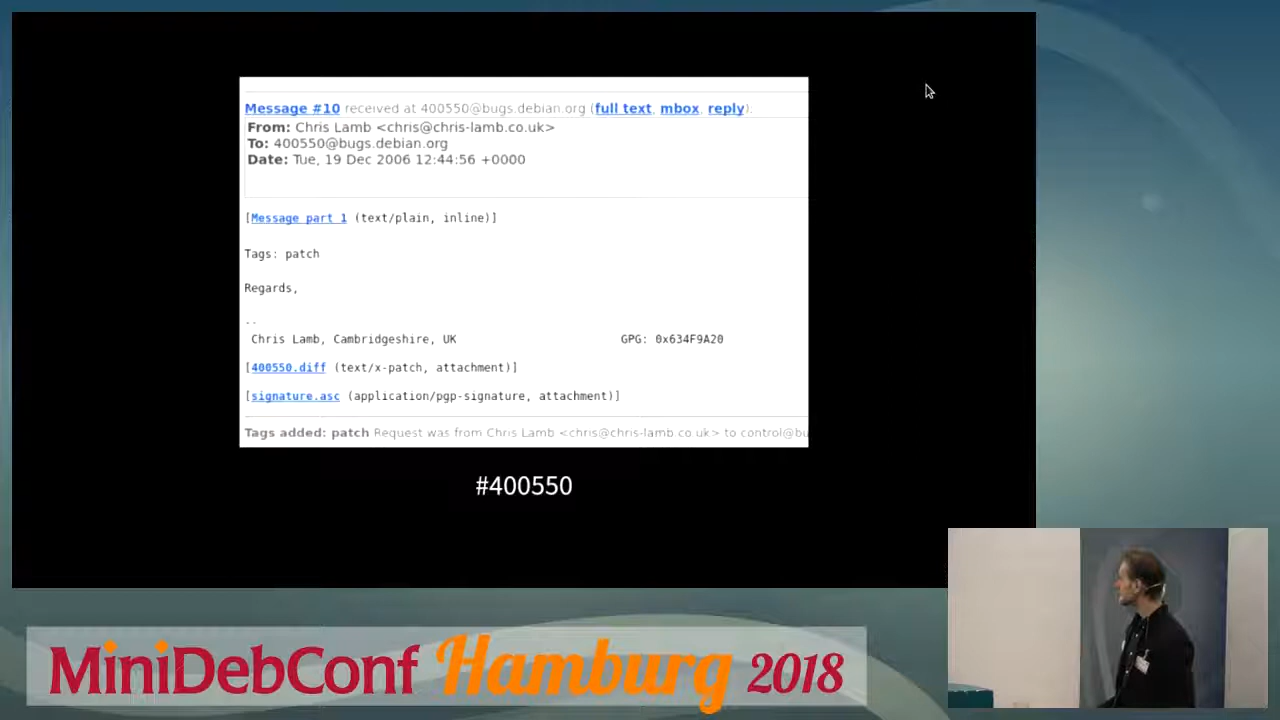 Message #10 received at 400550@bugs.debian.org (full text, mbox, reply):
From: Chris Lamb <chris@chris-lamb.co.uk>
To: 400550@bugs.debian.org
Date: Tue, 19 Dec 2006 12:44:56 +0000
[Message part 1 (text/plain, inline)]
Tags: patch
Regards,
--
Chris Lamb, Cambridgeshire, UK GPG: 0x634F9A20
[400550.diff (text/x-patch, attachment)]
[signature.asc (application/pgp-signature, attachment)]
Tags added: patch Request was from Chris Lamb <chris@chris-lamb.co.uk> to control@bu
#400550
MiniDebConf Hamburg 2018